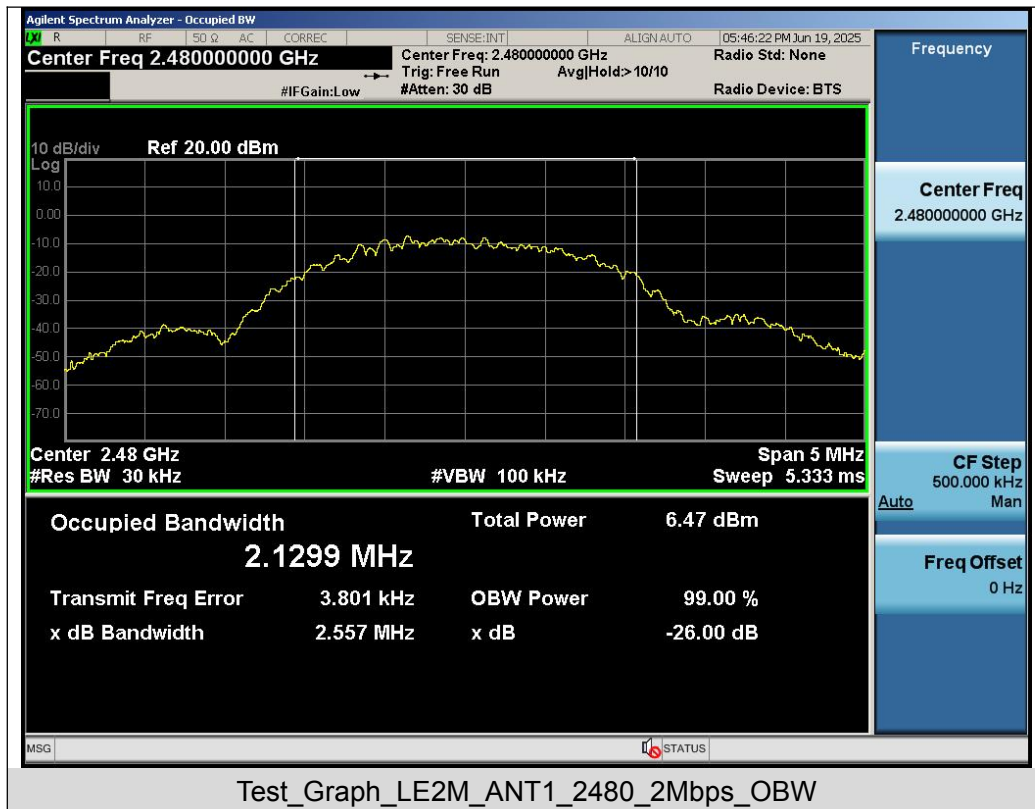 Agilent Spectrum Analyzer - Occupied BW
LXI R RF 50 Ω AC CORREC SENSE:INT ALIGN AUTO 05:46:22 PM Jun 19, 2025
Center Freq 2.480000000 GHz
Center Freq: 2.480000000 GHz Radio Std: None
Trig: Free Run Avg|Hold:> 10/10
#IFGain:Low #Atten: 30 dB Radio Device: BTS
Frequency
10 dB/div Ref 20.00 dBm
Log
10.0
0.00
-10.0
-20.0
-30.0
-40.0
-50.0
-60.0
-70.0
Center 2.48 GHz Span 5 MHz
#Res BW 30 kHz #VBW 100 kHz Sweep 5.333 ms
Center Freq
2.480000000 GHz
CF Step
500.000 kHz
Auto Man
Freq Offset
0 Hz
Occupied Bandwidth Total Power 6.47 dBm
2.1299 MHz
Transmit Freq Error 3.801 kHz OBW Power 99.00 %
x dB Bandwidth 2.557 MHz x dB -26.00 dB
MSG STATUS
Test_Graph_LE2M_ANT1_2480_2Mbps_OBW